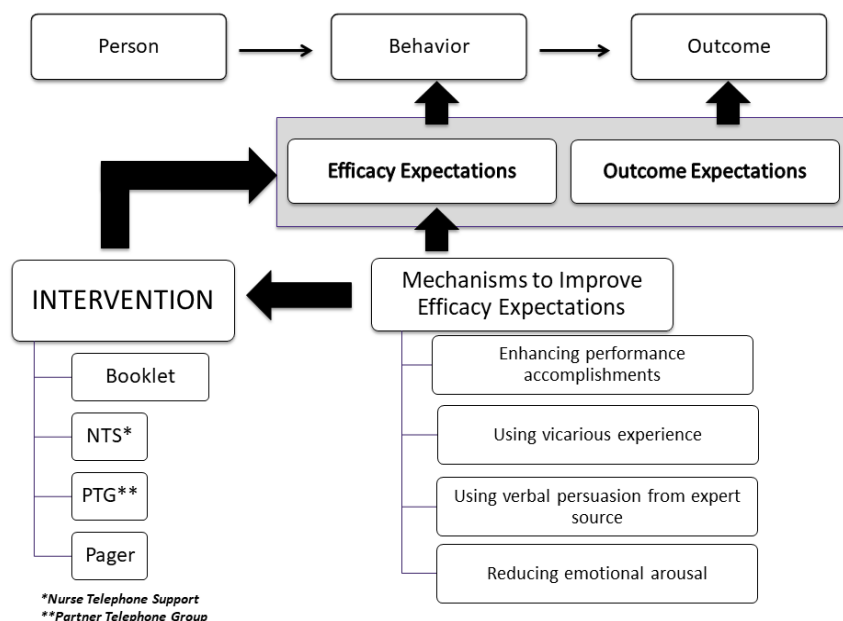 Person
Behavior
Outcome
Efficacy Expectations
Outcome Expectations
INTERVENTION
Mechanisms to Improve
Efficacy Expectations
Booklet
NTS*
PTG**
Pager
Enhancing performance
accomplishments
Using vicarious experience
Using verbal persuasion from expert
source
Reducing emotional arousal
*Nurse Telephone Support
**Partner Telephone Group